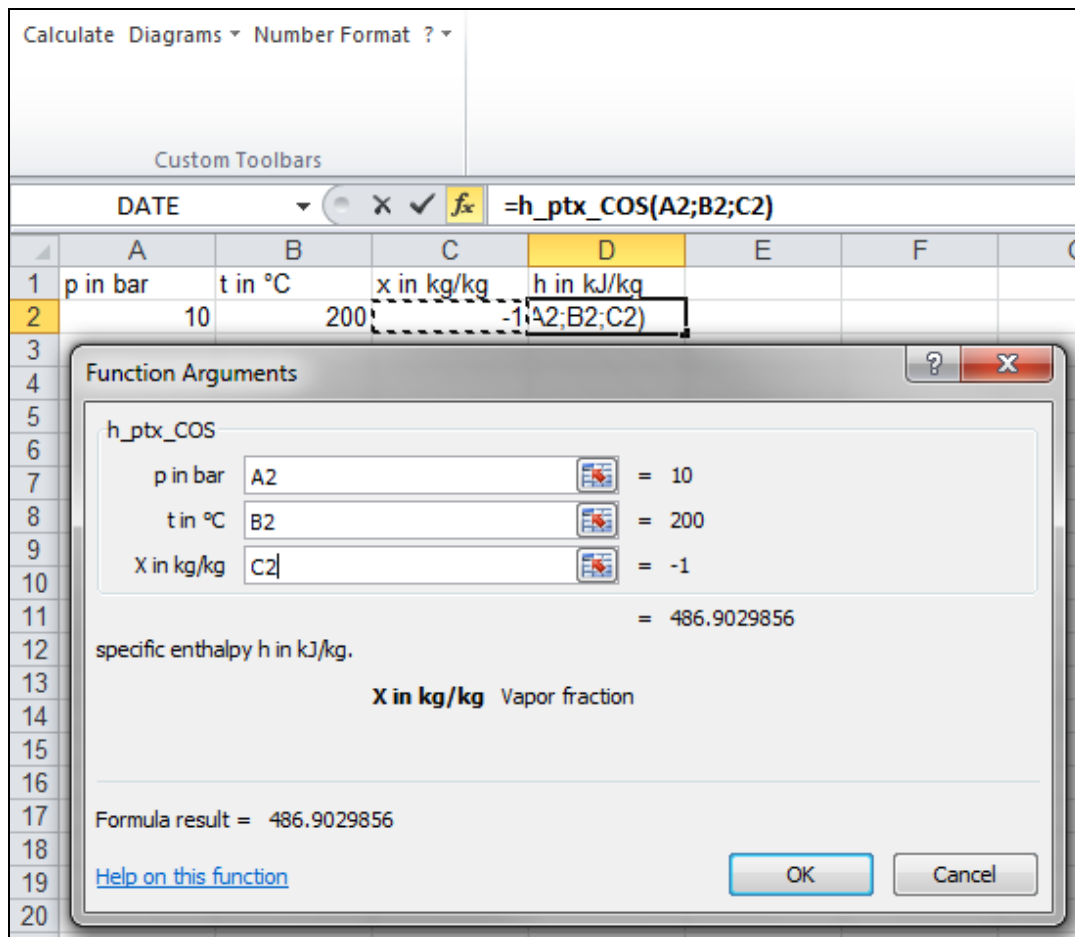 Calculate Diagrams Number Format ?
Custom Toolbars
DATE fx =h_ptx_COS(A2;B2;C2)
A B C D E F
1 p in bar t in °C x in kg/kg h in kJ/kg
2 10 200 -1 A2;B2;C2)
3
4 Function Arguments ? X
5
6 h_ptx_COS
7 p in bar A2 = 10
8 t in °C B2 = 200
9
10 X in kg/kg C2 = -1
11 = 486.9029856
12 specific enthalpy h in kJ/kg.
13
14 X in kg/kg Vapor fraction
15
16
17 Formula result = 486.9029856
18
19 Help on this function OK Cancel
20